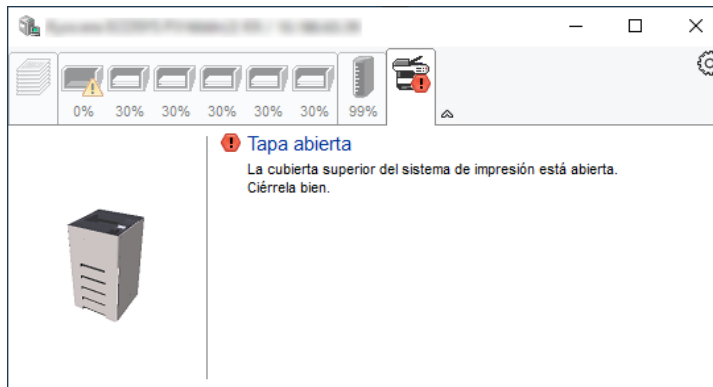 0% 30% 30% 30% 30% 30% 99%
Tapa abierta
La cubierta superior del sistema de impresión está abierta.
Ciérrela bien.